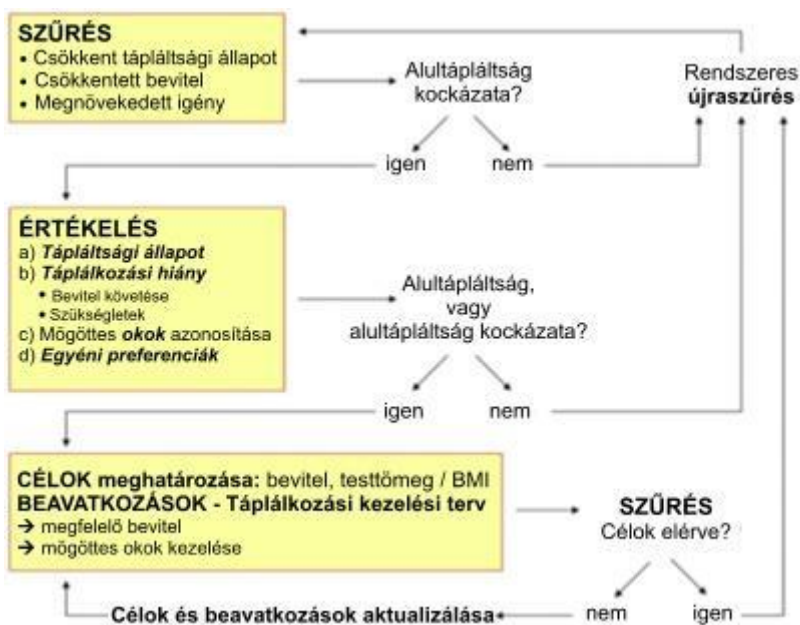 SZŰRÉS
• Csökkent tápláltsági állapot
• Csökkentett bevitel
• Megnövekedett igény
Alultápláltság
kockázata?
Rendszeres
újraszűrés
igen
nem
ÉRTÉKELÉS
a) Tápláltsági állapot
b) Táplálkozási hiány
• Bevitel követése
• Szükségletek
c) Mögöttes okok azonosítása
d) Egyéni preferenciák
Alultápláltság,
vagy
alultápláltság kockázata?
igen
nem
CÉLOK meghatározása: bevitel, testtömeg / BMI
BEAVATKOZÁSOK - Táplálkozási kezelési terv
→ megfelelő bevitel
→ mögöttes okok kezelése
SZŰRÉS
Célok elérve?
nem
igen
Célok és beavatkozások aktualizálása